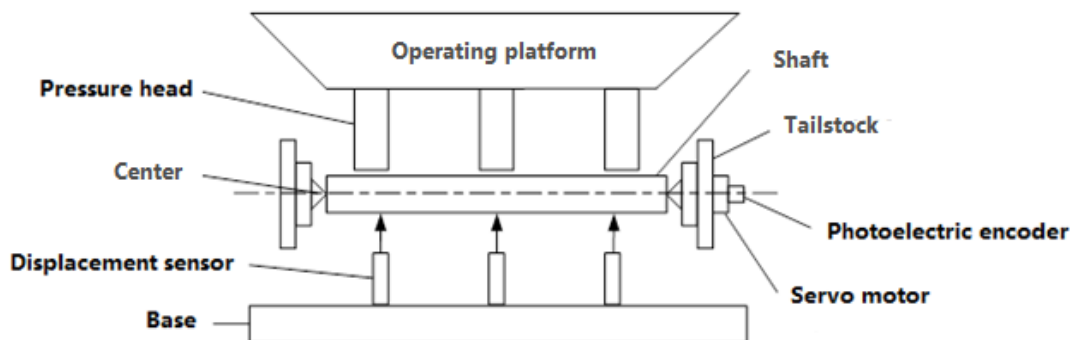 Operating platform
Shaft
Pressure head
Tailstock
Center
Photoelectric encoder
Displacement sensor
Servo motor
Base